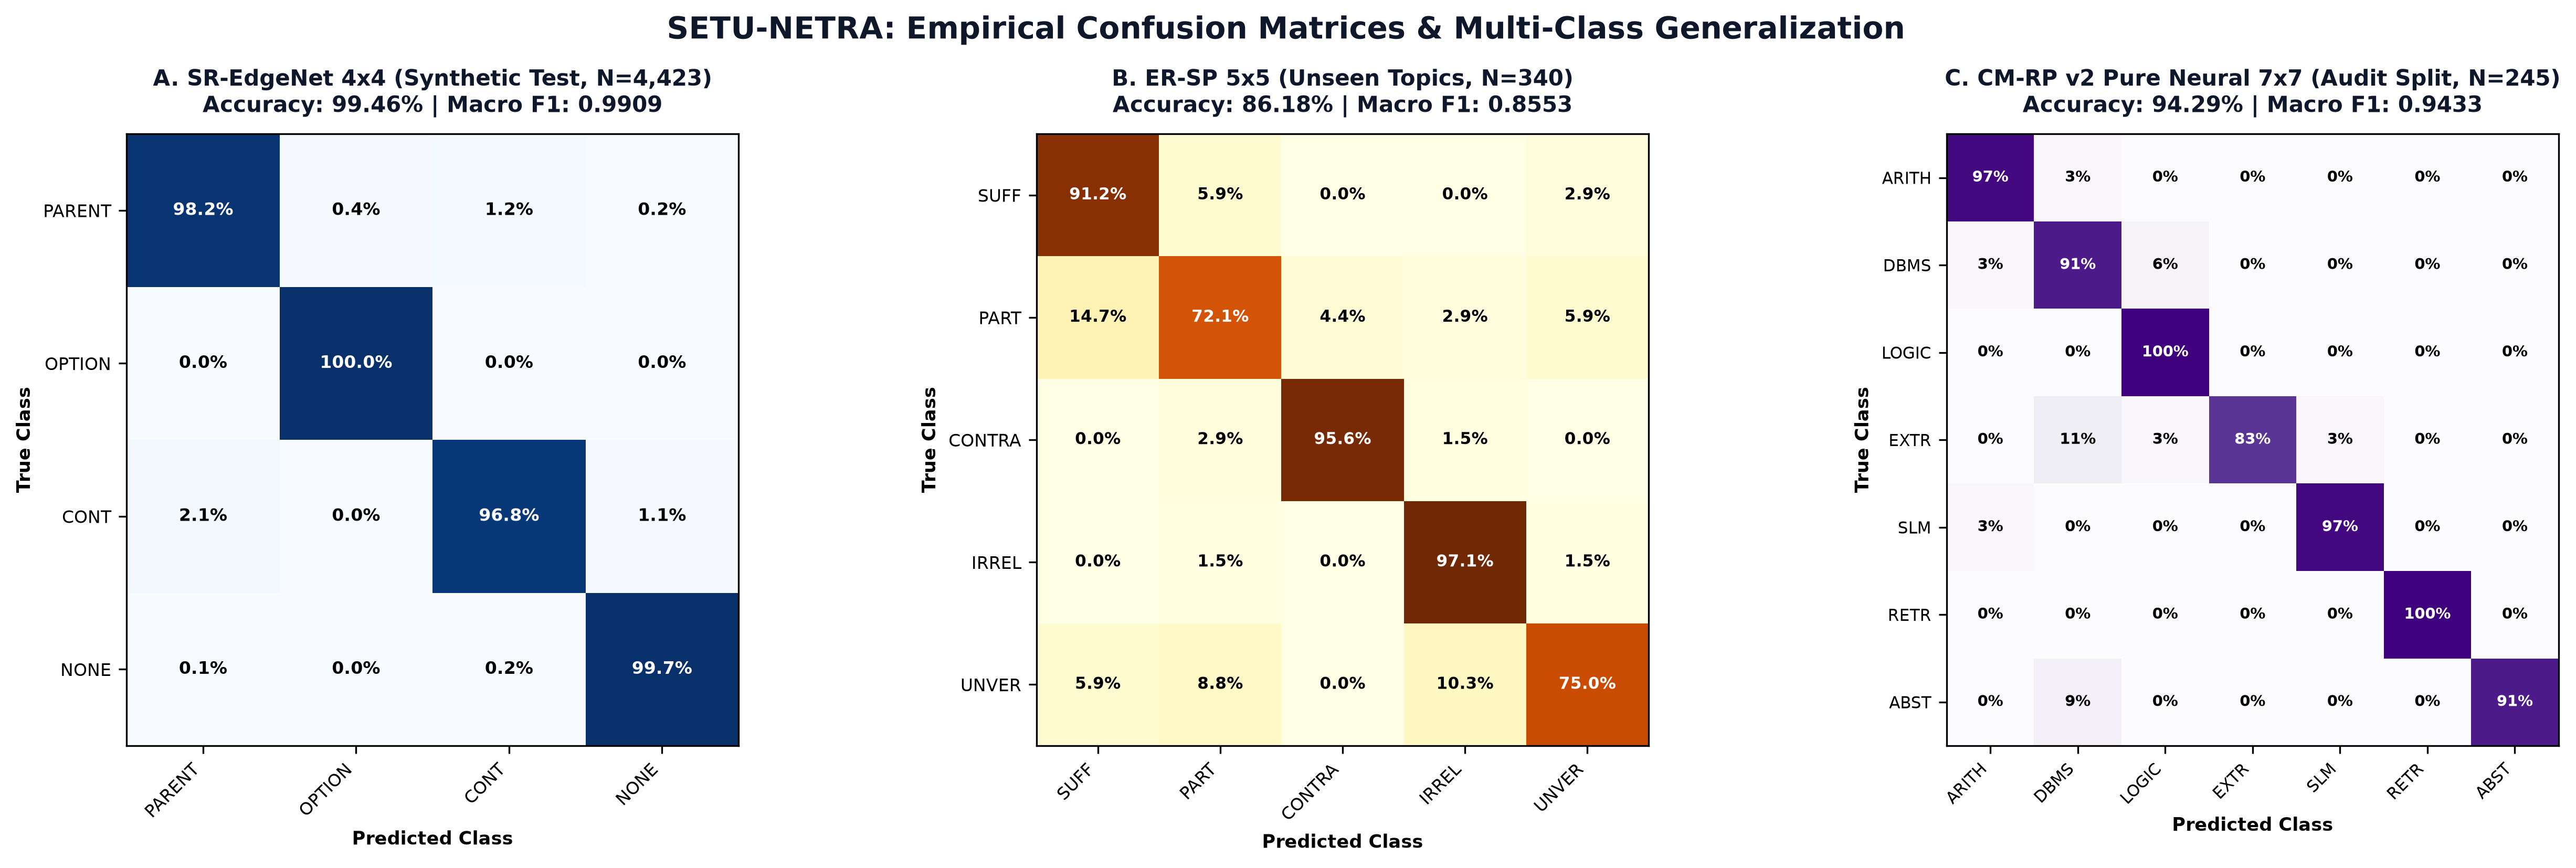 SETU-NETRA: Empirical Confusion Matrices & Multi-Class Generalization
A. SR-EdgeNet 4x4 (Synthetic Test, N=4,423)
Accuracy: 99.46% | Macro F1: 0.9909
True Class
PARENT 98.2% 0.4% 1.2% 0.2%
OPTION 0.0% 100.0% 0.0% 0.0%
CONT 2.1% 0.0% 96.8% 1.1%
NONE 0.1% 0.0% 0.2% 99.7%
PARENT OPTION CONT NONE
Predicted Class
B. ER-SP 5x5 (Unseen Topics, N=340)
Accuracy: 86.18% | Macro F1: 0.8553
True Class
SUFF 91.2% 5.9% 0.0% 0.0% 2.9%
PART 14.7% 72.1% 4.4% 2.9% 5.9%
CONTRA 0.0% 2.9% 95.6% 1.5% 0.0%
IRREL 0.0% 1.5% 0.0% 97.1% 1.5%
UNVER 5.9% 8.8% 0.0% 10.3% 75.0%
SUFF PART CONTRA IRREL UNVER
Predicted Class
C. CM-RP v2 Pure Neural 7x7 (Audit Split, N=245)
Accuracy: 94.29% | Macro F1: 0.9433
True Class
ARITH 97% 3% 0% 0% 0% 0% 0%
DBMS 3% 91% 6% 0% 0% 0% 0%
LOGIC 0% 0% 100% 0% 0% 0% 0%
EXTR 0% 11% 3% 83% 3% 0% 0%
SLM 3% 0% 0% 0% 97% 0% 0%
RETR 0% 0% 0% 0% 0% 100% 0%
ABST 0% 9% 0% 0% 0% 0% 91%
ARITH DBMS LOGIC EXTR SLM RETR ABST
Predicted Class